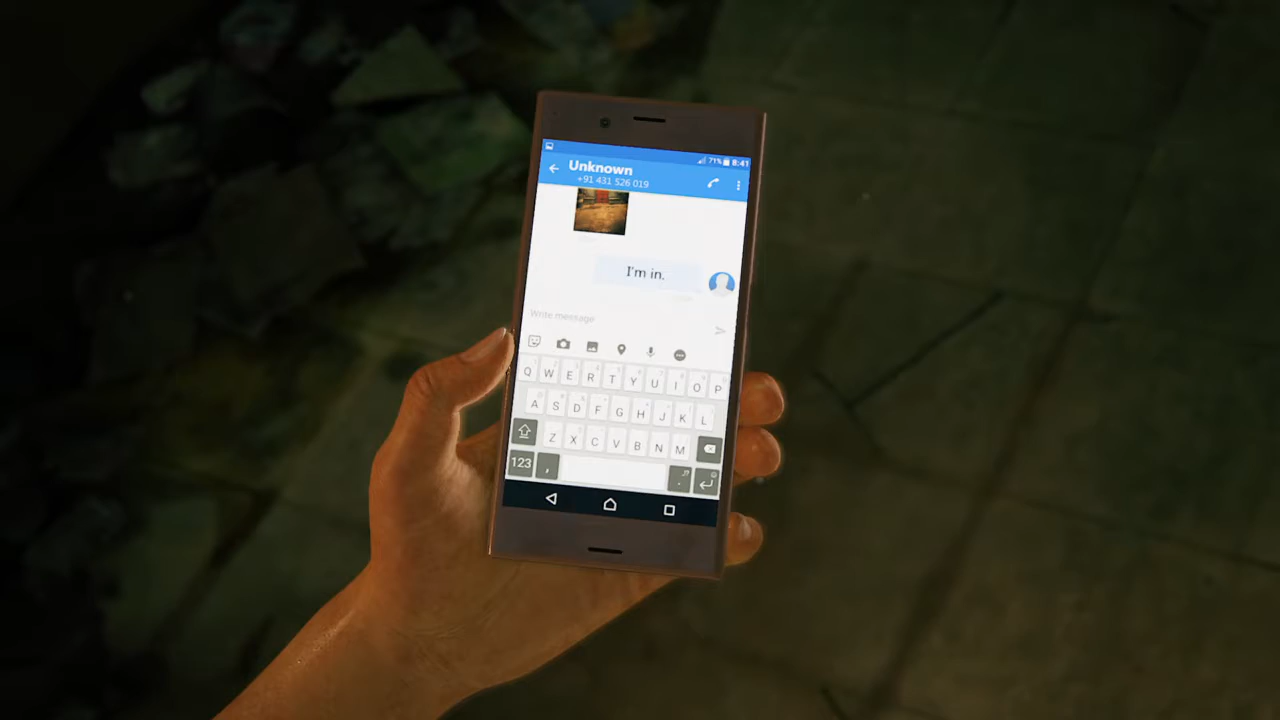 71% 8:41
Unknown
+91 431 526 019
I'm in.
Write message
Q W E R T Y U I O P
A S D F G H J K L
Z X C V B N M
123 , .